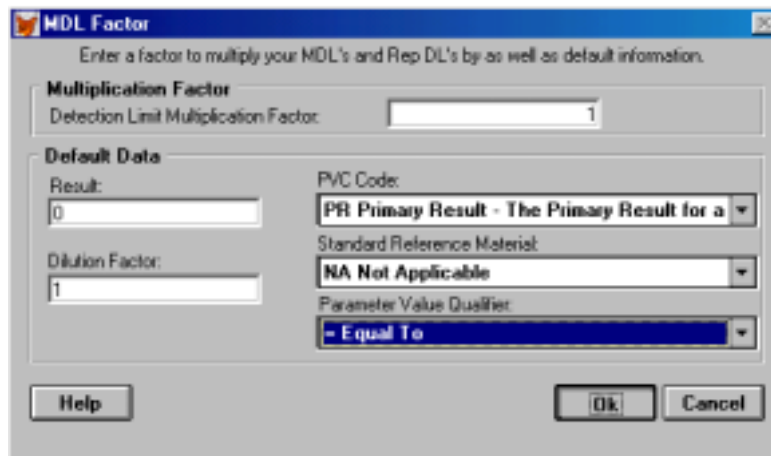 MDL Factor
Enter a factor to multiply your MDL's and Rep DL's by as well as default information.
Multiplication Factor
Detection Limit Multiplication Factor: 1
Default Data
Result:
0
Dilution Factor:
1
PVC Code:
PR Primary Result - The Primary Result for a
Standard Reference Material:
NA Not Applicable
Parameter Value Qualifier:
= Equal To
Help
Ok
Cancel